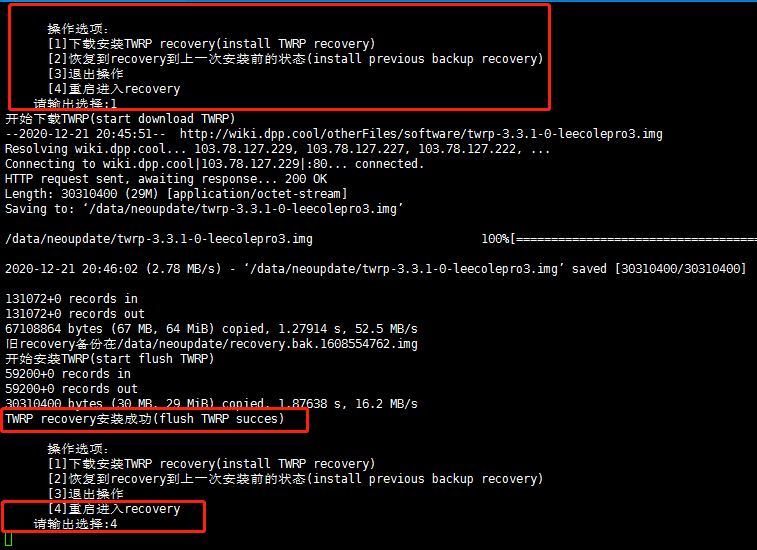 操作选项:
[1]下载安装TWRP recovery(install TWRP recovery)
[2]恢复到recovery到上一次安装前的状态(install previous backup recovery)
[3]退出操作
[4]重启进入recovery
请输出选择:1
开始下载TWRP(start download TWRP)
--2020-12-21 20:45:51--  http://wiki.dpp.cool/otherFiles/software/twrp-3.3.1-0-leecolepro3.img
Resolving wiki.dpp.cool... 103.78.127.229, 103.78.127.227, 103.78.127.222, ...
Connecting to wiki.dpp.cool|103.78.127.229|:80... connected.
HTTP request sent, awaiting response... 200 OK
Length: 30310400 (29M) [application/octet-stream]
Saving to: ‘/data/neoupdate/twrp-3.3.1-0-leecolepro3.img’
/data/neoupdate/twrp-3.3.1-0-leecolepro3.img 100%[===================================
2020-12-21 20:46:02 (2.78 MB/s) - ‘/data/neoupdate/twrp-3.3.1-0-leecolepro3.img’ saved [30310400/30310400]
131072+0 records in
131072+0 records out
67108864 bytes (67 MB, 64 MiB) copied, 1.27914 s, 52.5 MB/s
旧recovery备份在/data/neoupdate/recovery.bak.1608554762.img
开始安装TWRP(start flush TWRP)
59200+0 records in
59200+0 records out
30310400 bytes (30 MB, 29 MiB) copied, 1.87638 s, 16.2 MB/s
TWRP recovery安装成功(flush TWRP succes)
操作选项:
[1]下载安装TWRP recovery(install TWRP recovery)
[2]恢复到recovery到上一次安装前的状态(install previous backup recovery)
[3]退出操作
[4]重启进入recovery
请输出选择:4